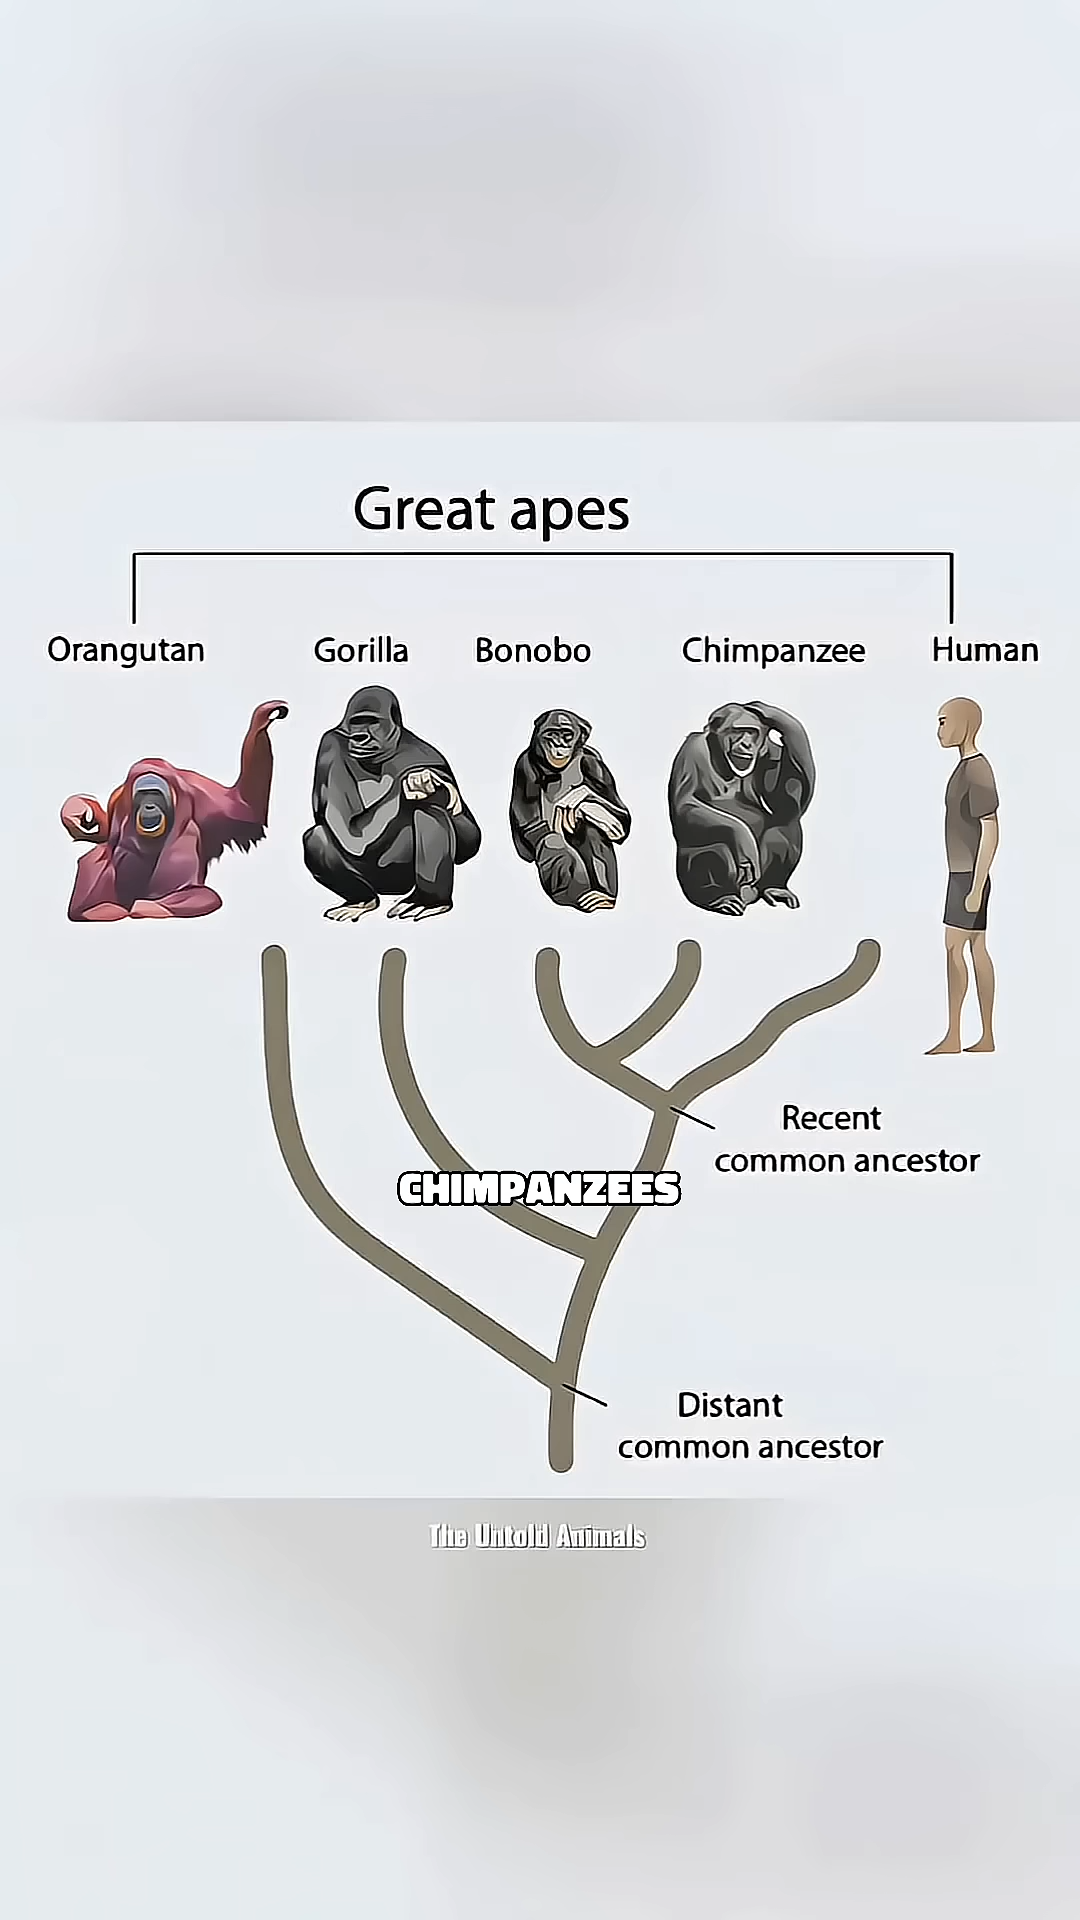 Great apes
Orangutan
Gorilla
Bonobo
Chimpanzee
Human
Recent
common ancestor
CHIMPANZEES
Distant
common ancestor
The Untold Animals